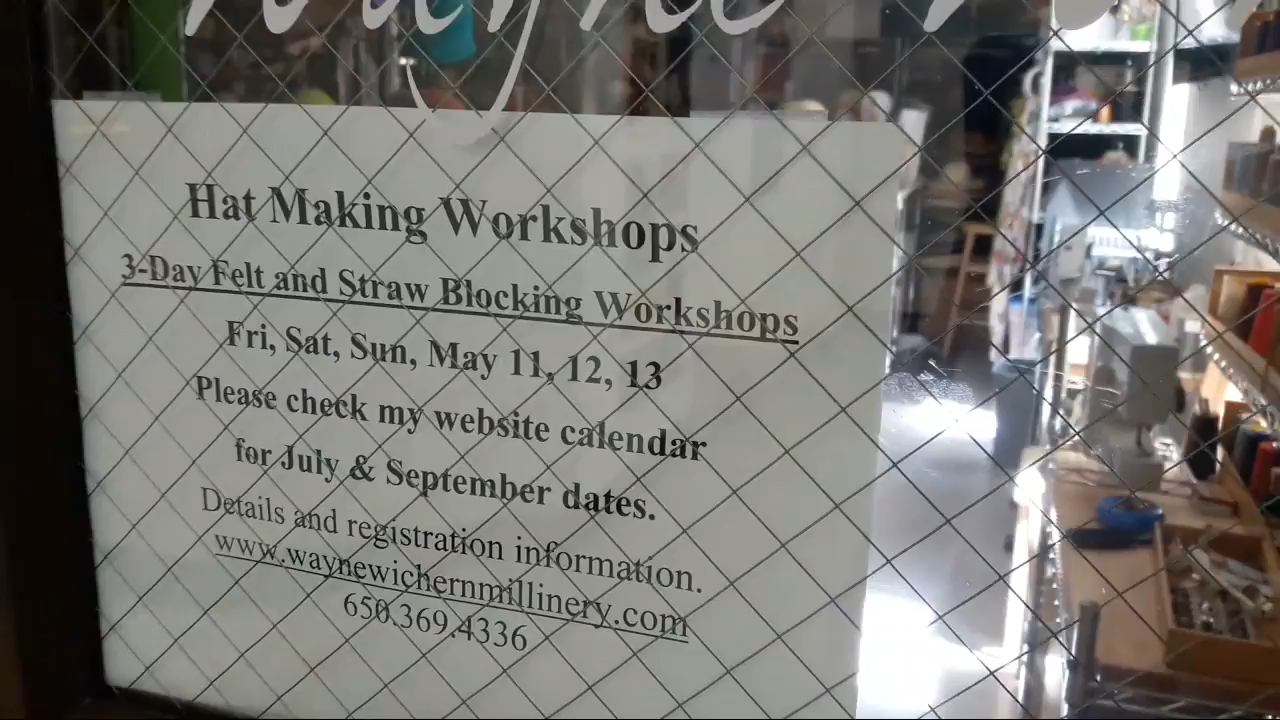 Wayne
Hat Making Workshops
3-Day Felt and Straw Blocking Workshops
Fri, Sat, Sun, May 11, 12, 13
Please check my website calendar
for July & September dates.
Details and registration information.
www.waynewichernmillinery.com
650.369.4336